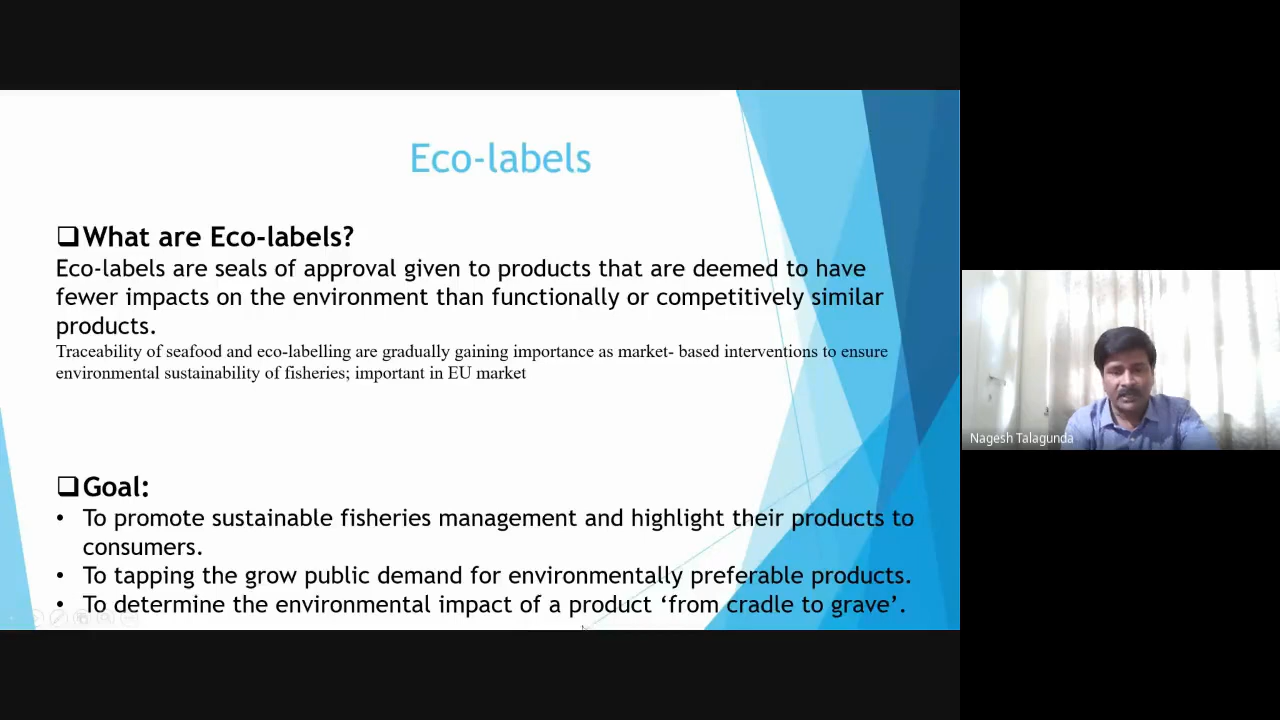 Eco-labels
❑What are Eco-labels?
Eco-labels are seals of approval given to products that are deemed to have
fewer impacts on the environment than functionally or competitively similar
products.
Traceability of seafood and eco-labelling are gradually gaining importance as market- based interventions to ensure
environmental sustainability of fisheries; important in EU market
❑Goal:
• To promote sustainable fisheries management and highlight their products to
consumers.
• To tapping the grow public demand for environmentally preferable products.
• To determine the environmental impact of a product ‘from cradle to grave’.
Nagesh Talagunda